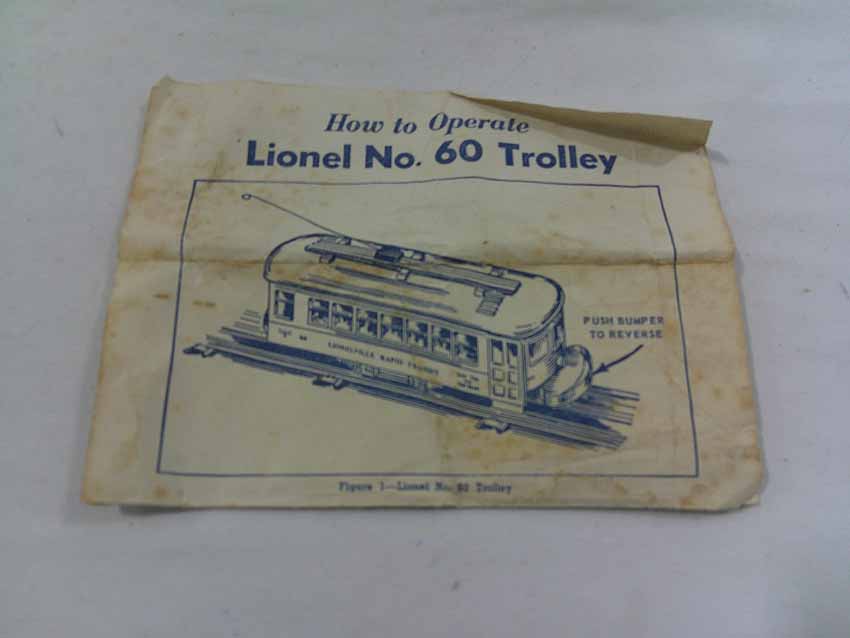 How to Operate
Lionel No. 60 Trolley
PUSH BUMPER
TO REVERSE
LIONELVILLE RAPID TRANSIT
Figure 1—Lionel No. 60 Trolley